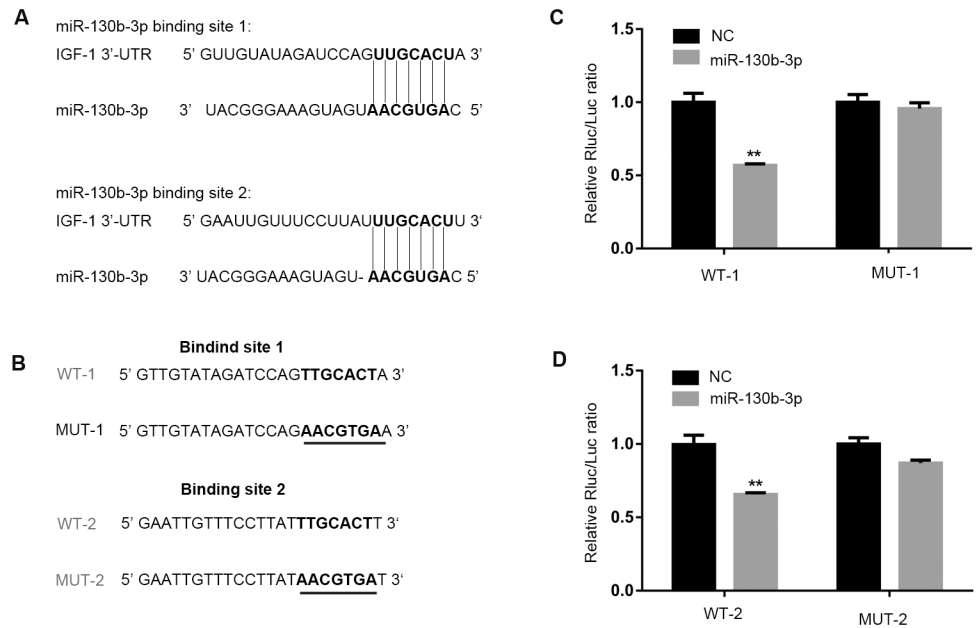 A
miR-130b-3p binding site 1:
IGF-1 3'-UTR 5' GUUGUAUAGAUCCAGUUGCACUA 3'
miR-130b-3p 3' UACGGGAAAGUAGUAACGUGAC 5'
miR-130b-3p binding site 2:
IGF-1 3'-UTR 5' GAAUUGUUUCCUUAUUUGCACUU 3'
miR-130b-3p 3' UACGGGAAAGUAGU- AACGUGAC 5'
B
Bindind site 1
WT-1 5' GTTGTATAGATCCAGTTGCACTA 3'
MUT-1 5' GTTGTATAGATCCAGAACGTGAA 3'
Binding site 2
WT-2 5' GAATTGTTTCCTTATTTGCACTT 3'
MUT-2 5' GAATTGTTTCCTTATAACGTGAT 3'
C
NC
miR-130b-3p
Relative Rluc/Luc ratio
1.5
1.0
0.5
0.0
**
WT-1 MUT-1
D
NC
miR-130b-3p
Relative Rluc/Luc ratio
1.5
1.0
0.5
0.0
**
WT-2 MUT-2